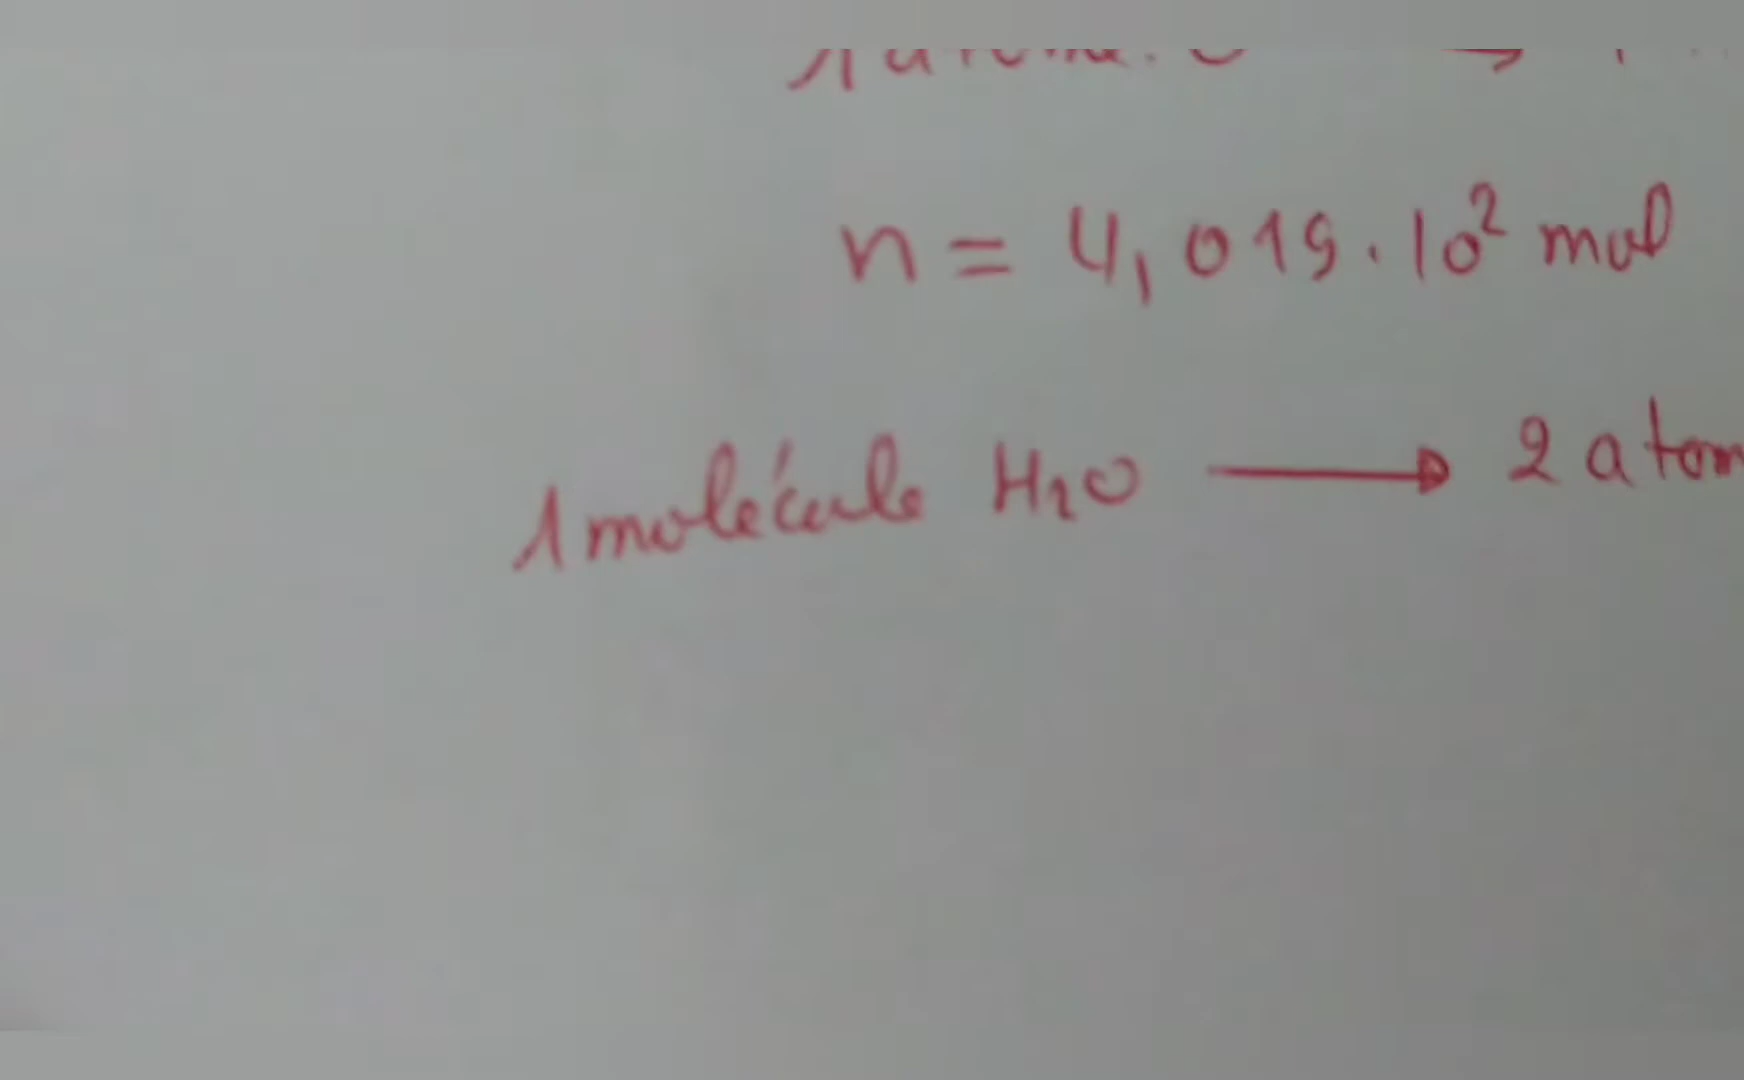 n = 4,019.10² mol
1 molécule H₂O → 2 atom